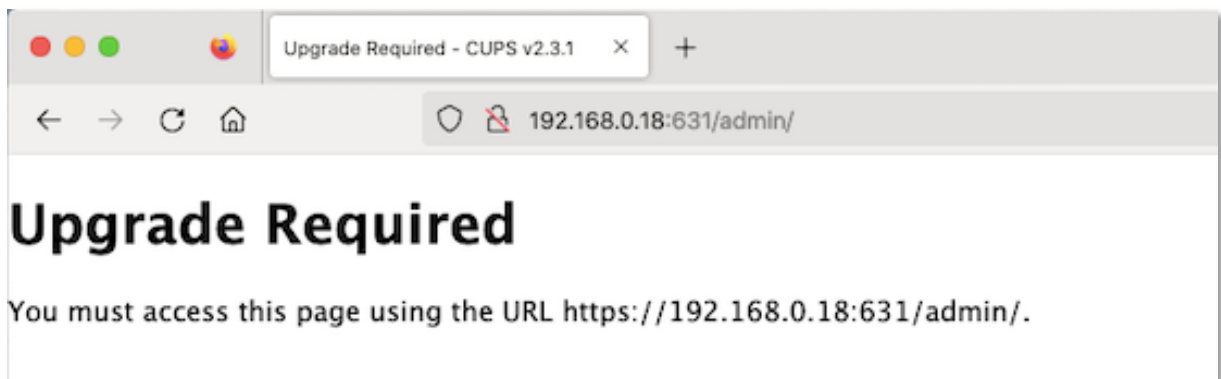 Upgrade Required - CUPS v2.3.1
192.168.0.18:631/admin/
Upgrade Required
You must access this page using the URL https://192.168.0.18:631/admin/.